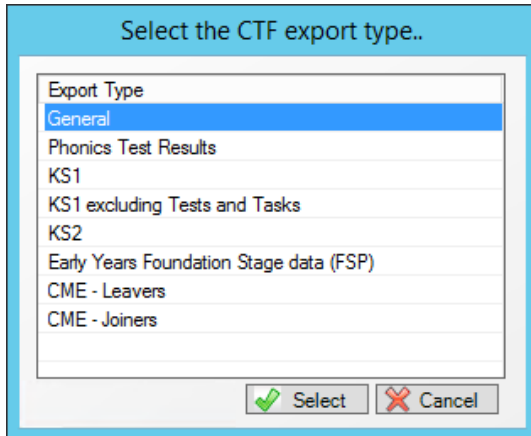 Select the CTF export type..
Export Type
General
Phonics Test Results
KS1
KS1 excluding Tests and Tasks
KS2
Early Years Foundation Stage data (FSP)
CME - Leavers
CME - Joiners
Select Cancel